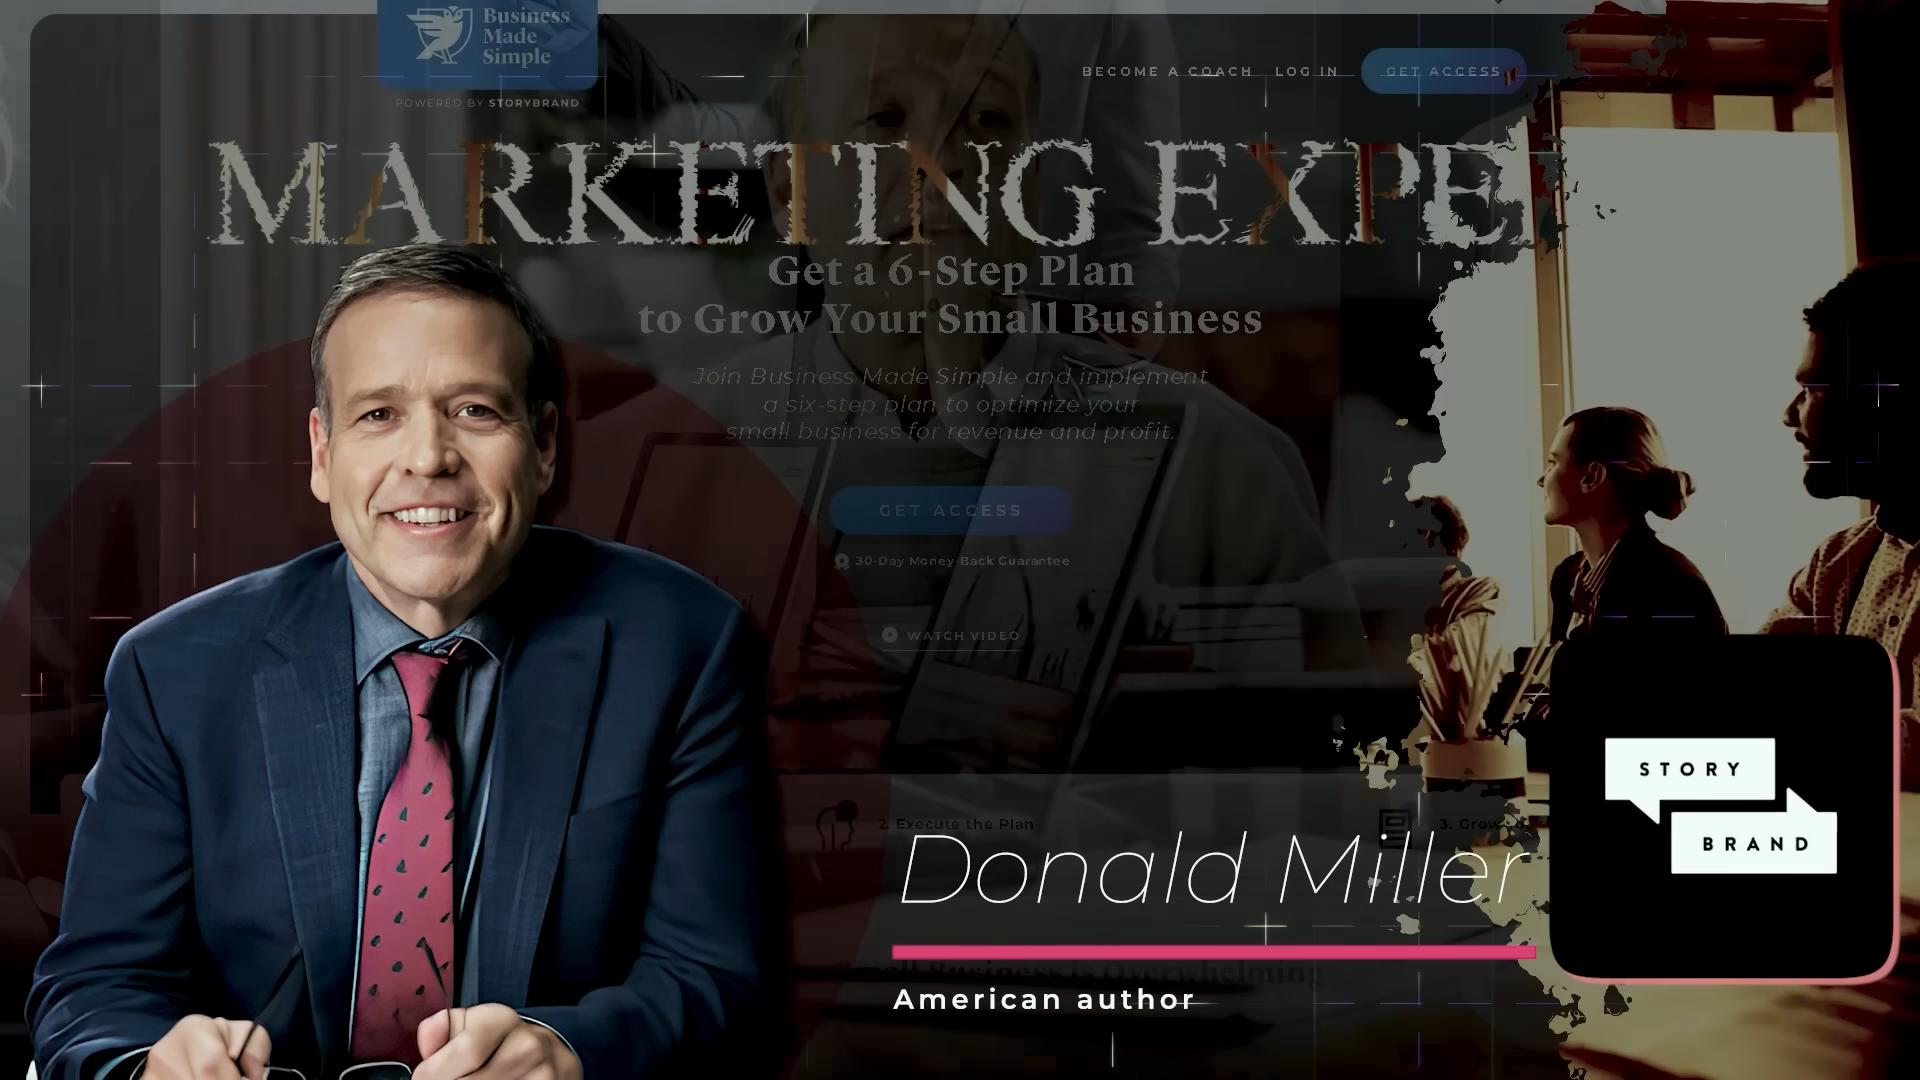 Business
Made
Simple
POWERED BY STORYBRAND
BECOME A COACH
LOG IN
GET ACCESS
MARKETING EXPE
Get a 6-Step Plan
to Grow Your Small Business
Join Business Made Simple and implement
a six-step plan to optimize your
small business for revenue and profit.
GET ACCESS
30-Day Money-Back Guarantee
WATCH VIDEO
2. Execute the Plan
3. Grow
Donald Miller
Business is Overwhelming
American author
STORY
BRAND